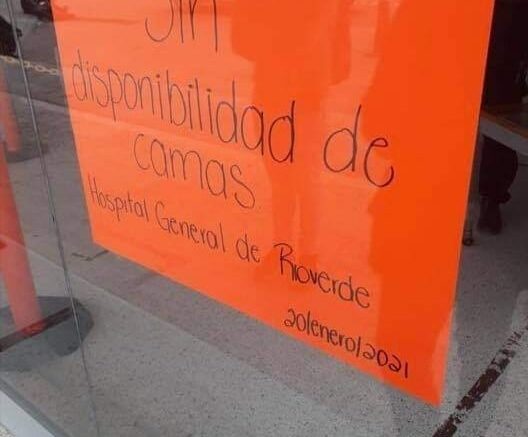 Sin
disponibilidad de
camas
Hospital General de Rioverde
20/enero/2021